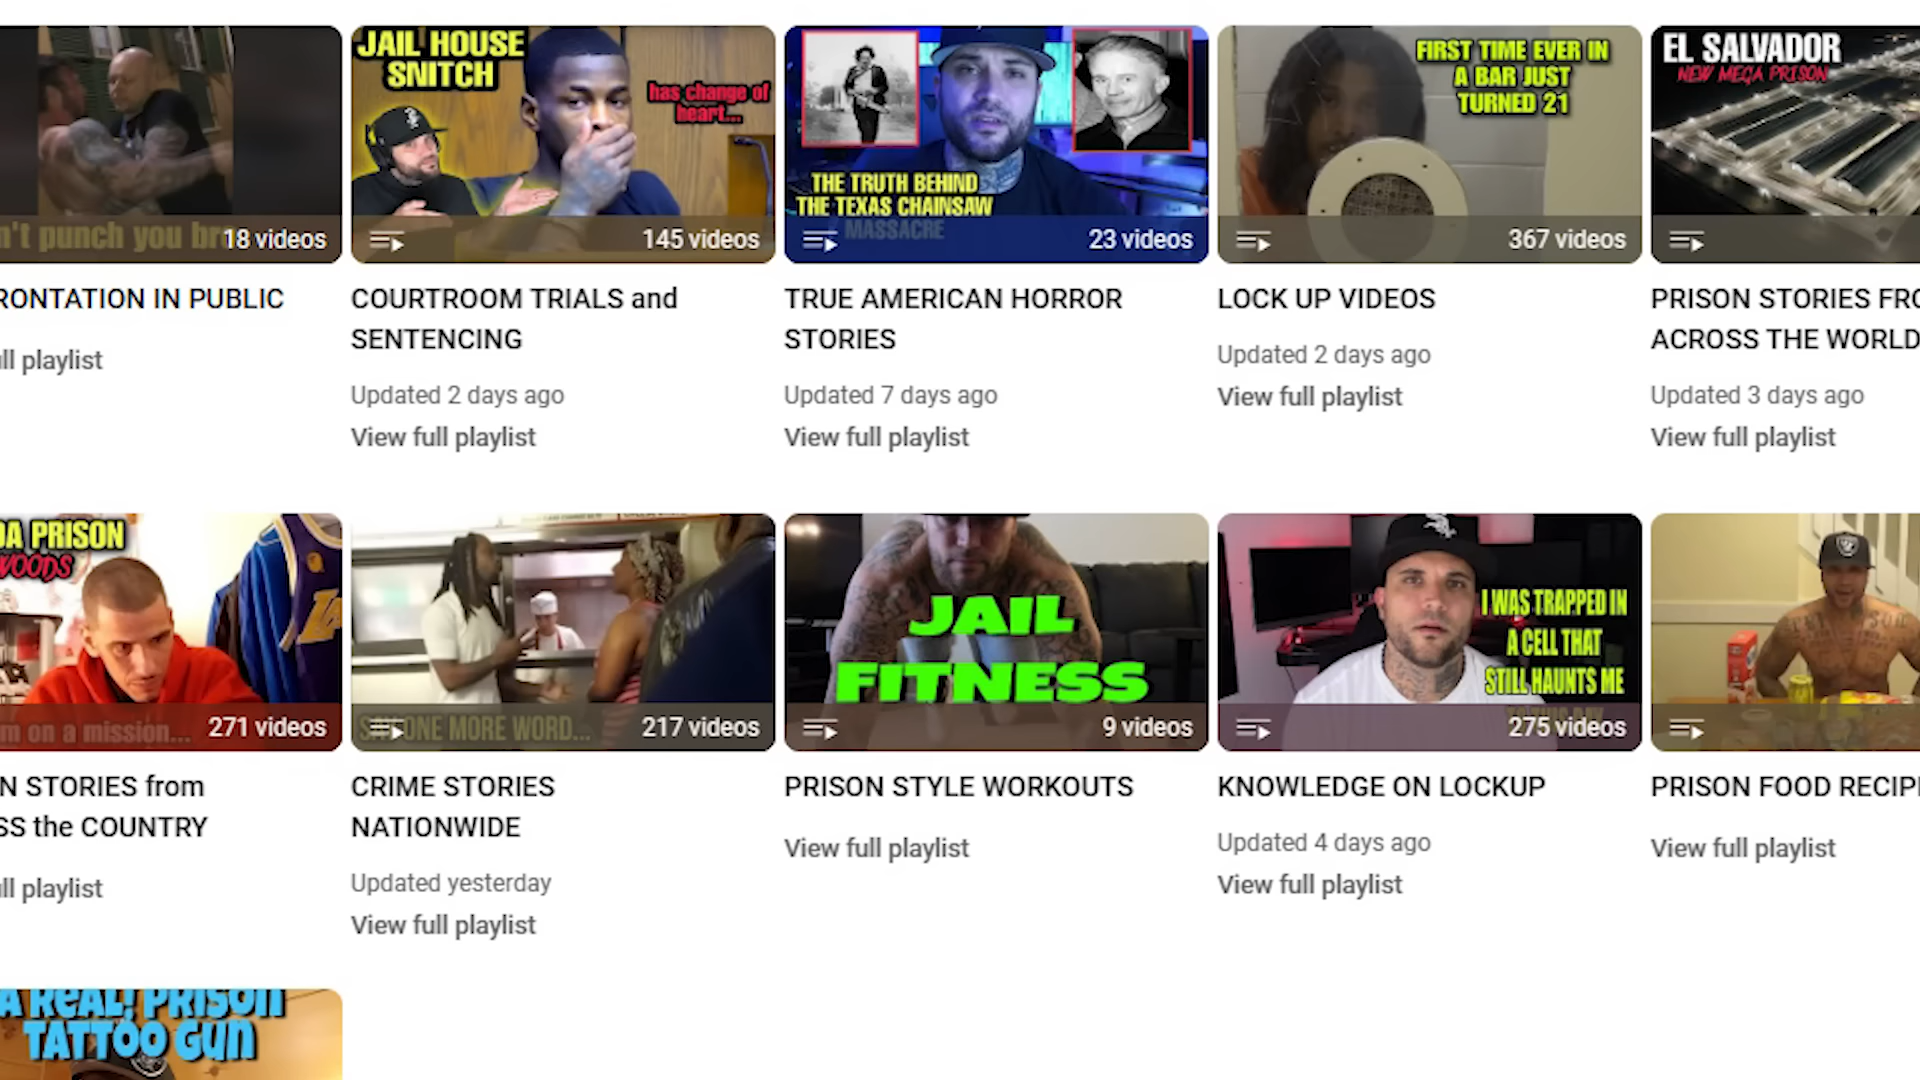 n't punch you br
18 videos
RONTATION IN PUBLIC
ll playlist
JAIL HOUSE
SNITCH
has change of
heart...
145 videos
COURTROOM TRIALS and
SENTENCING
Updated 2 days ago
View full playlist
THE TRUTH BEHIND
THE TEXAS CHAINSAW
MASSACRE
23 videos
TRUE AMERICAN HORROR
STORIES
Updated 7 days ago
View full playlist
FIRST TIME EVER IN
A BAR JUST
TURNED 21
367 videos
LOCK UP VIDEOS
Updated 2 days ago
View full playlist
EL SALVADOR
NEW MEGA PRISON
PRISON STORIES FRO
ACROSS THE WORLD
Updated 3 days ago
View full playlist
DA PRISON
WOODS
m on a mission...
271 videos
N STORIES from
SS the COUNTRY
ll playlist
ONE MORE WORD...
217 videos
CRIME STORIES
NATIONWIDE
Updated yesterday
View full playlist
JAIL
FITNESS
9 videos
PRISON STYLE WORKOUTS
View full playlist
I WAS TRAPPED IN
A CELL THAT
STILL HAUNTS ME
275 videos
KNOWLEDGE ON LOCKUP
Updated 4 days ago
View full playlist
PRISON FOOD RECIP
View full playlist
A REAL! PRISON
TATTOO GUN